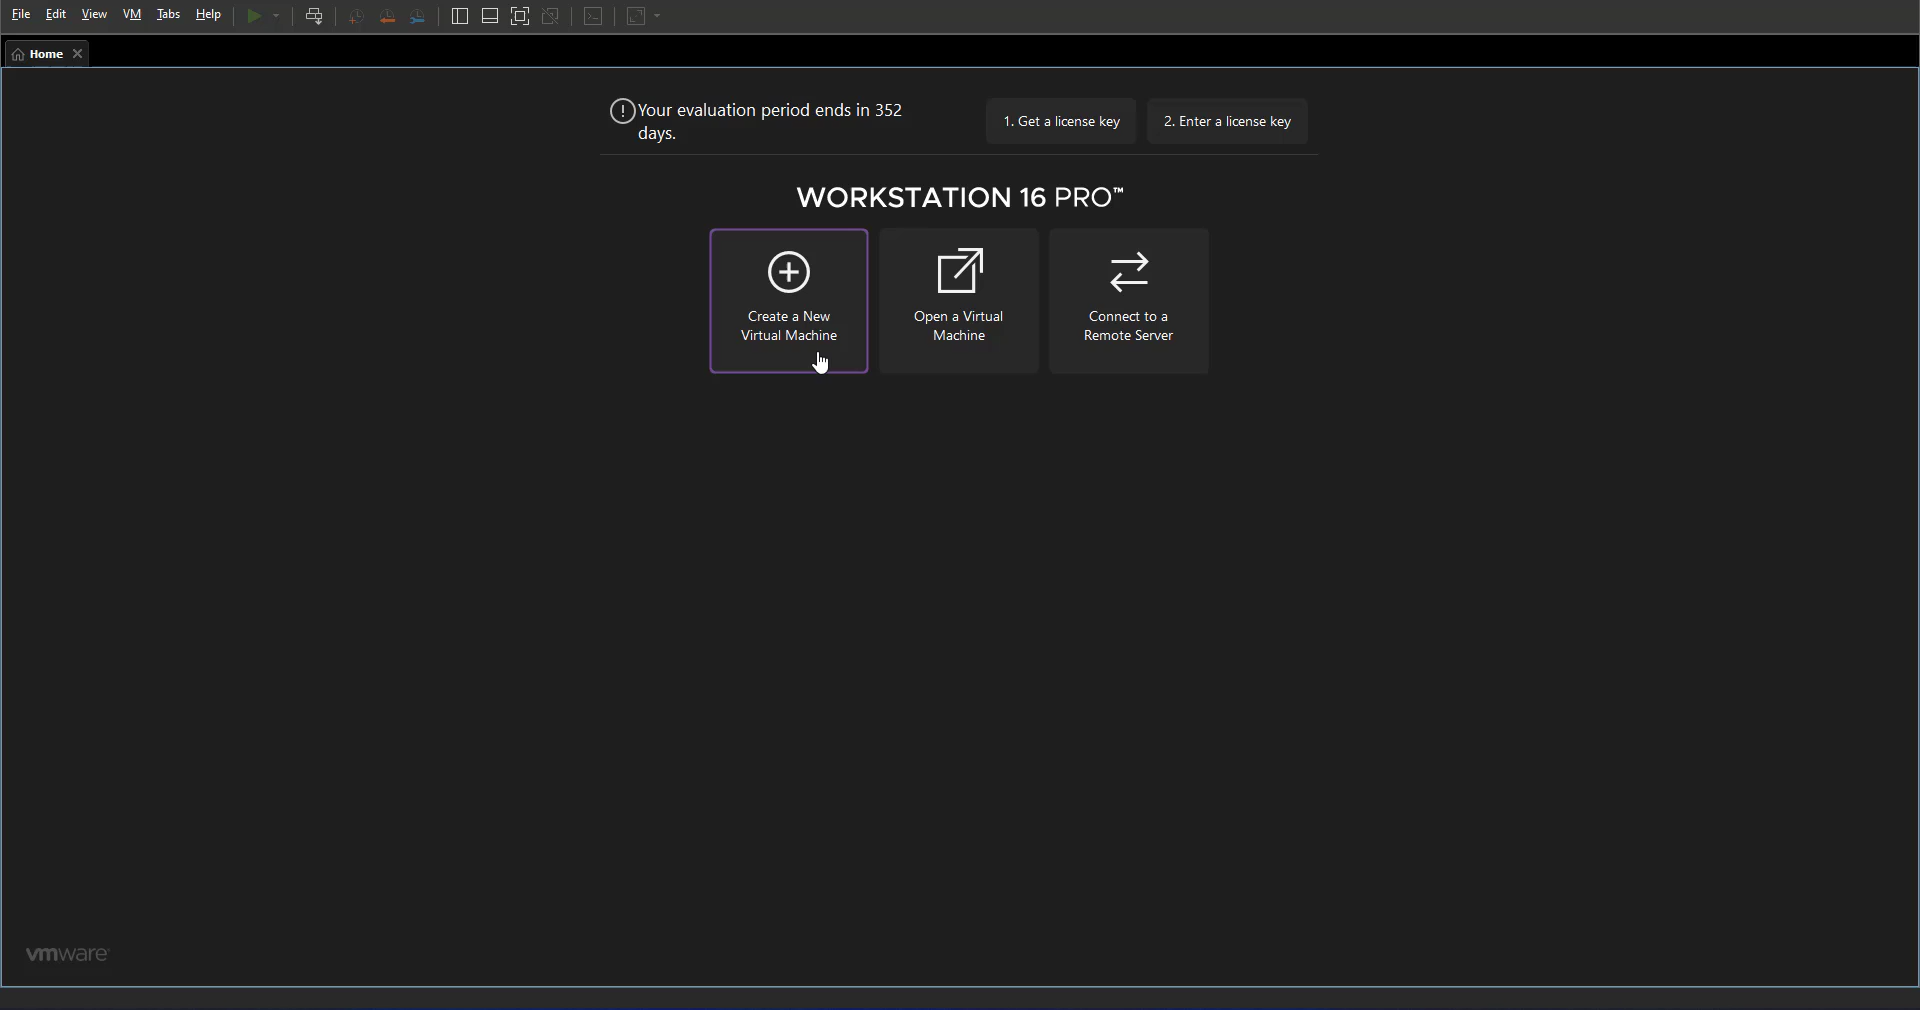 File Edit View VM Tabs Help
Home
Your evaluation period ends in 352
days.
1. Get a license key
2. Enter a license key
WORKSTATION 16 PRO™
Create a New
Virtual Machine
Open a Virtual
Machine
Connect to a
Remote Server
vmware